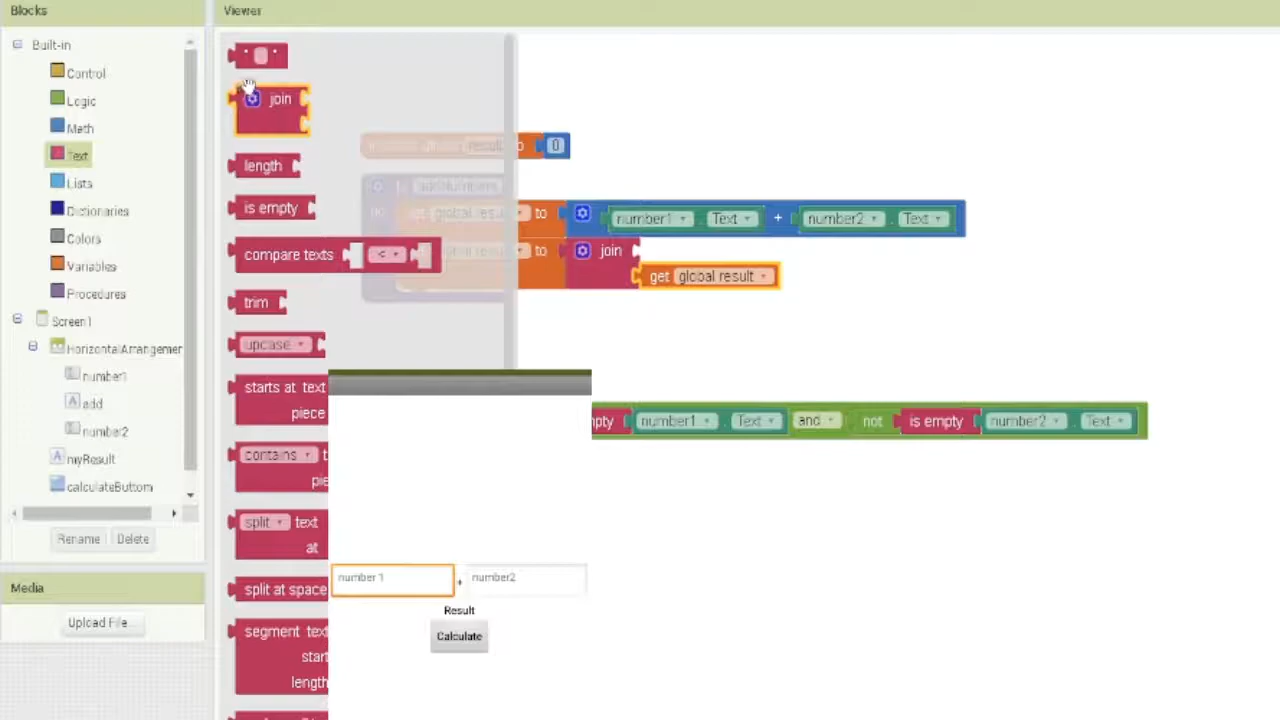 Blocks
Viewer
Built-in
Control
Logic
Math
Text
Lists
Dictionaries
Colors
Variables
Procedures
Screen1
HorizontalArrangemer
number1
add
number2
myResult
calculateButtom
Rename
Delete
Media
Upload File...
" "
join
length
is empty
compare texts <
trim
upcase
starts at text
piece
contains
split text
at
split at space
segment text
start
length
0
to number1 . Text + number2 . Text
to join
get global result
number1 . Text and not is empty number2 . Text
number 1
+
number2
Result
Calculate